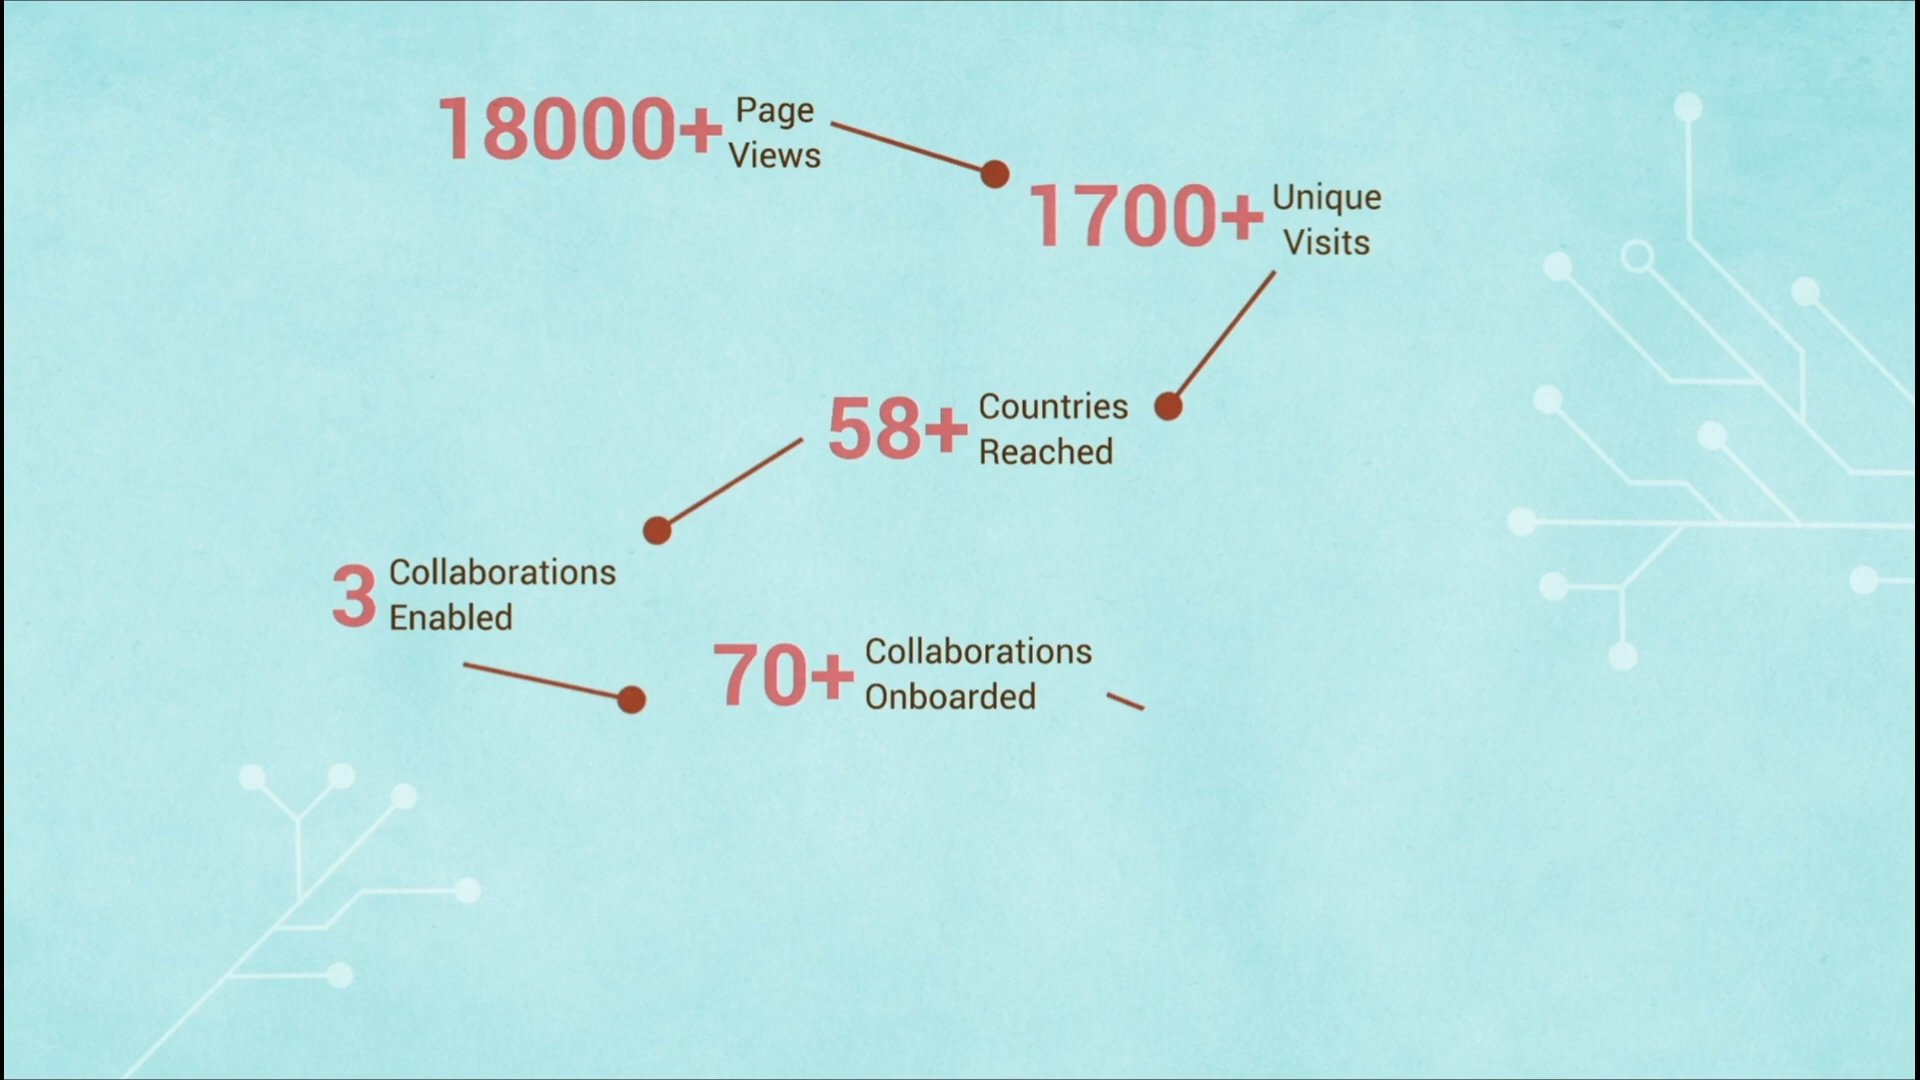 18000+ Page
Views
1700+ Unique
Visits
58+ Countries
Reached
3 Collaborations
Enabled
70+ Collaborations
Onboarded